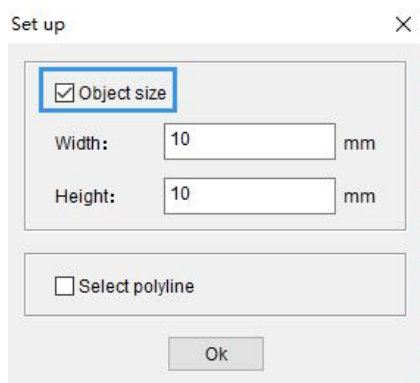 Set up
Object size
Width:
10
mm
Height:
10
mm
Select polyline
Ok